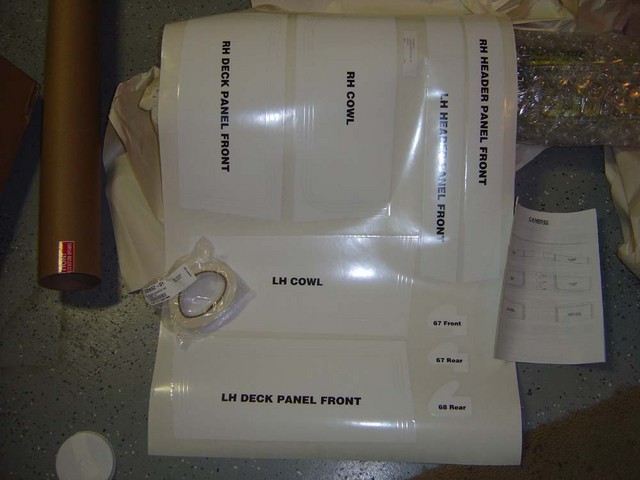 RH DECK PANEL FRONT
RH COWL
LH HEADER PANEL FRONT
RH HEADER PANEL FRONT
LH COWL
67 Front
67 Rear
68 Rear
LH DECK PANEL FRONT